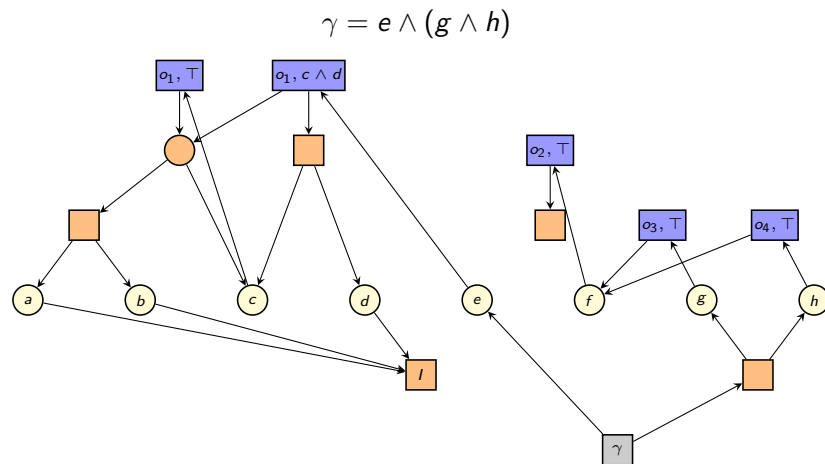 γ = e ∧ (g ∧ h)
o₁, ⊤
o₁, c ∧ d
o₂, ⊤
o₃, ⊤
o₄, ⊤
a
b
c
d
e
f
g
h
I
γ